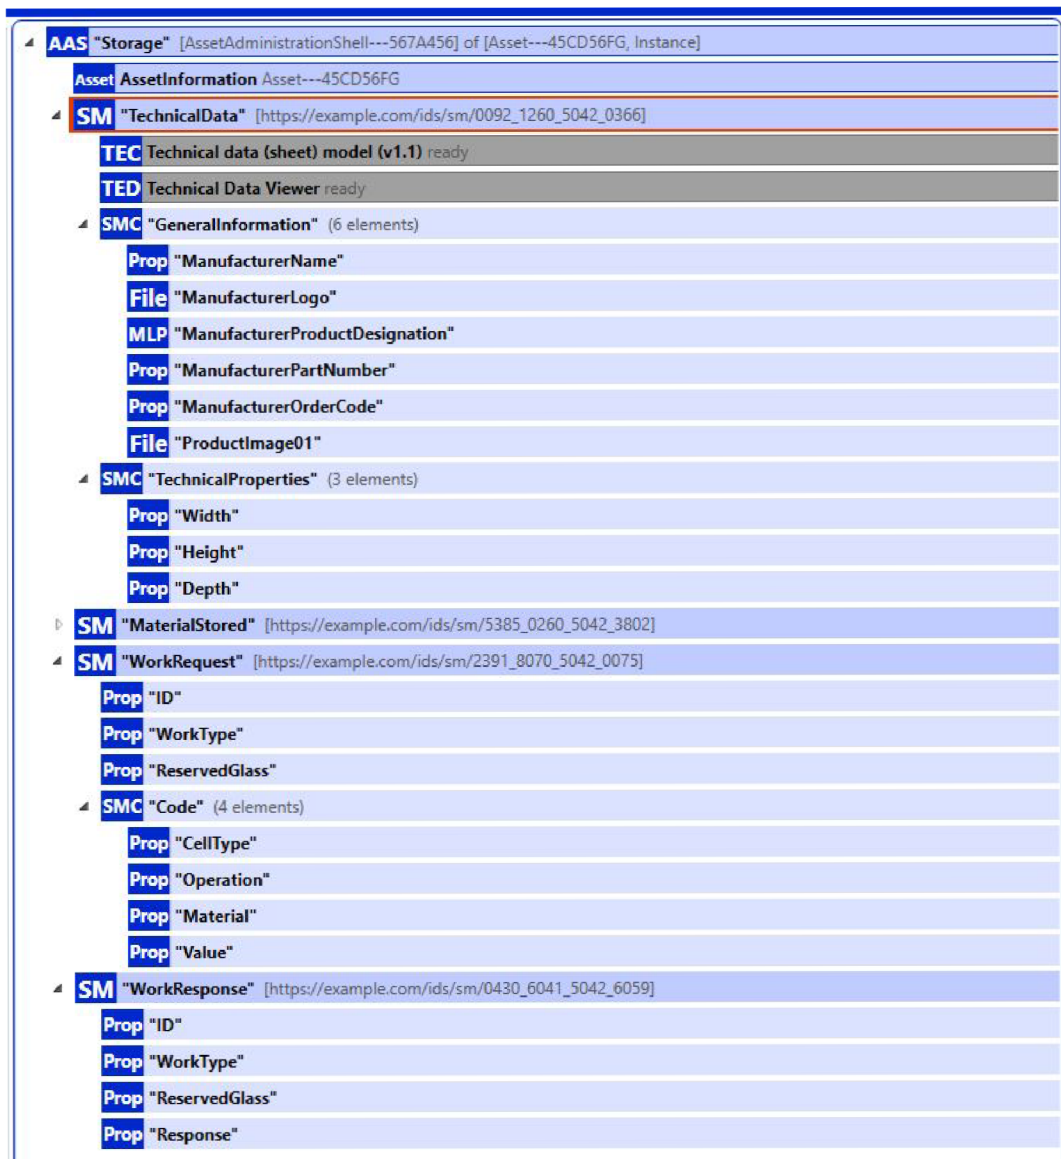 AAS "Storage" [AssetAdministrationShell---567A456] of [Asset---45CD56FG, Instance]
Asset AssetInformation Asset---45CD56FG
SM "TechnicalData" [https://example.com/ids/sm/0092_1260_5042_0366]
TEC Technical data (sheet) model (v1.1) ready
TED Technical Data Viewer ready
SMC "GeneralInformation" (6 elements)
Prop "ManufacturerName"
File "ManufacturerLogo"
MLP "ManufacturerProductDesignation"
Prop "ManufacturerPartNumber"
Prop "ManufacturerOrderCode"
File "ProductImage01"
SMC "TechnicalProperties" (3 elements)
Prop "Width"
Prop "Height"
Prop "Depth"
SM "MaterialStored" [https://example.com/ids/sm/5385_0260_5042_3802]
SM "WorkRequest" [https://example.com/ids/sm/2391_8070_5042_0075]
Prop "ID"
Prop "WorkType"
Prop "ReservedGlass"
SMC "Code" (4 elements)
Prop "CellType"
Prop "Operation"
Prop "Material"
Prop "Value"
SM "WorkResponse" [https://example.com/ids/sm/0430_6041_5042_6059]
Prop "ID"
Prop "WorkType"
Prop "ReservedGlass"
Prop "Response"